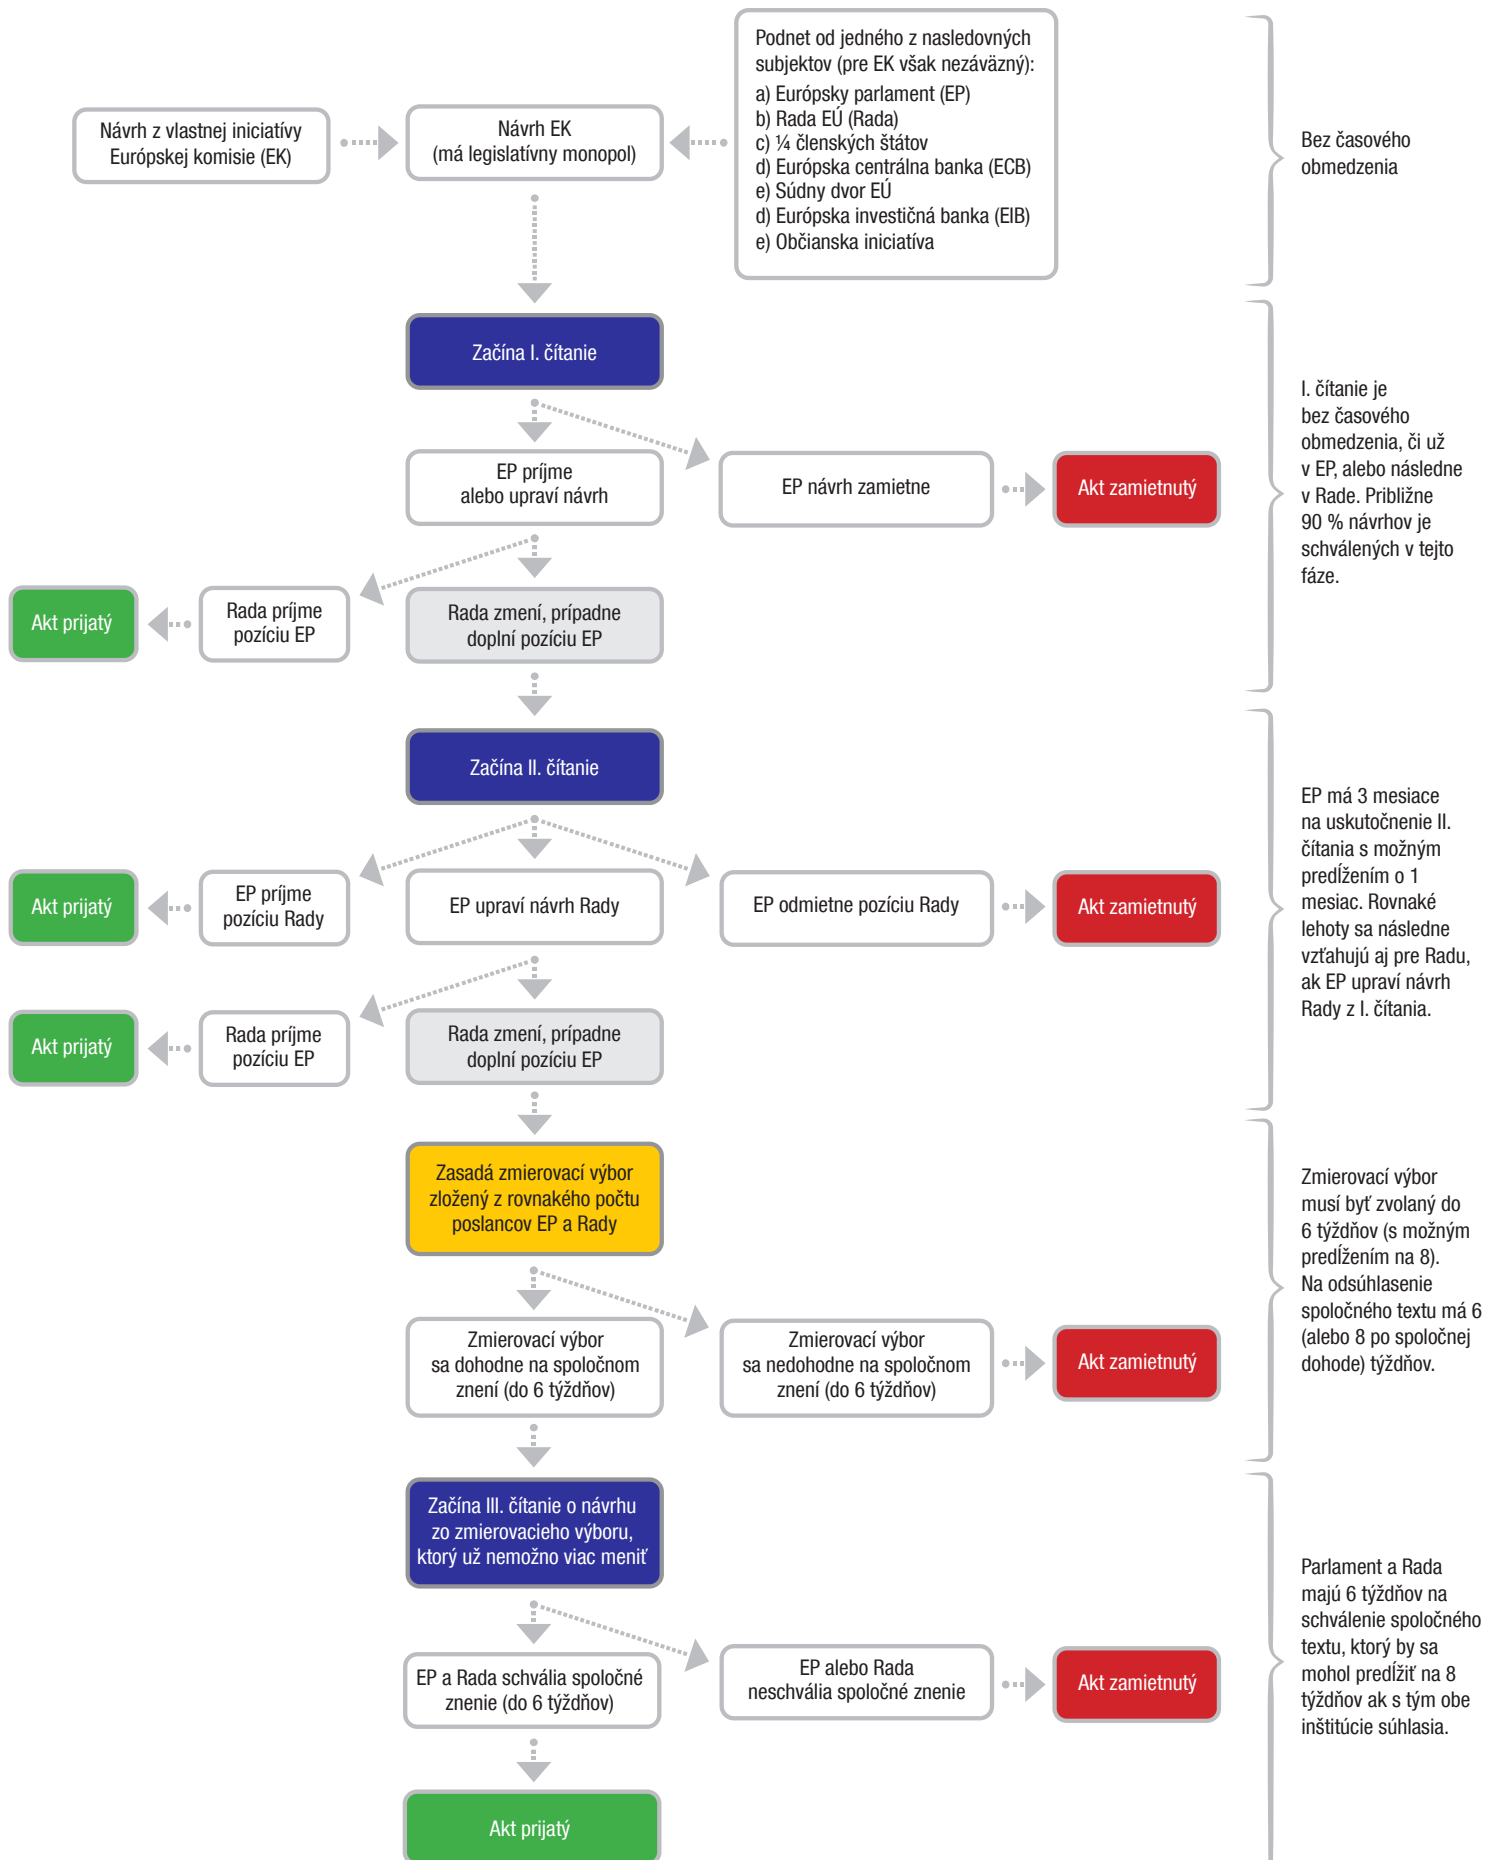 Návrh z vlastnej iniciatívy
Európskej komisie (EK)
Návrh EK
(má legislatívny monopol)
Podnet od jedného z nasledovných
subjektov (pre EK však nezáväzný):
a) Európsky parlament (EP)
b) Rada EÚ (Rada)
c) ¼ členských štátov
d) Európska centrálna banka (ECB)
e) Súdny dvor EÚ
d) Európska investičná banka (EIB)
e) Občianska iniciatíva
Bez časového
obmedzenia
Začína I. čítanie
EP príjme
alebo upraví návrh
EP návrh zamietne
Akt zamietnutý
Akt prijatý
Rada príjme
pozíciu EP
Rada zmení, prípadne
doplní pozíciu EP
I. čítanie je
bez časového
obmedzenia, či už
v EP, alebo následne
v Rade. Približne
90 % návrhov je
schválených v tejto
fáze.
Začína II. čítanie
Akt prijatý
EP príjme
pozíciu Rady
EP upraví návrh Rady
EP odmietne pozíciu Rady
Akt zamietnutý
Akt prijatý
Rada príjme
pozíciu EP
Rada zmení, prípadne
doplní pozíciu EP
EP má 3 mesiace
na uskutočnenie II.
čítania s možným
predĺžením o 1
mesiac. Rovnaké
lehoty sa následne
vzťahujú aj pre Radu,
ak EP upraví návrh
Rady z I. čítania.
Zasadá zmierovací výbor
zložený z rovnakého počtu
poslancov EP a Rady
Zmierovací výbor
sa dohodne na spoločnom
znení (do 6 týždňov)
Zmierovací výbor
sa nedohodne na spoločnom
znení (do 6 týždňov)
Akt zamietnutý
Zmierovací výbor
musí byť zvolaný do
6 týždňov (s možným
predĺžením na 8).
Na odsúhlasenie
spoločného textu má 6
(alebo 8 po spoločnej
dohode) týždňov.
Začína III. čítanie o návrhu
zo zmierovacieho výboru,
ktorý už nemožno viac meniť
EP a Rada schvália spoločné
znenie (do 6 týždňov)
EP alebo Rada
neschvália spoločné znenie
Akt zamietnutý
Parlament a Rada
majú 6 týždňov na
schválenie spoločného
textu, ktorý by sa
mohol predĺžiť na 8
týždňov ak s tým obe
inštitúcie súhlasia.
Akt prijatý